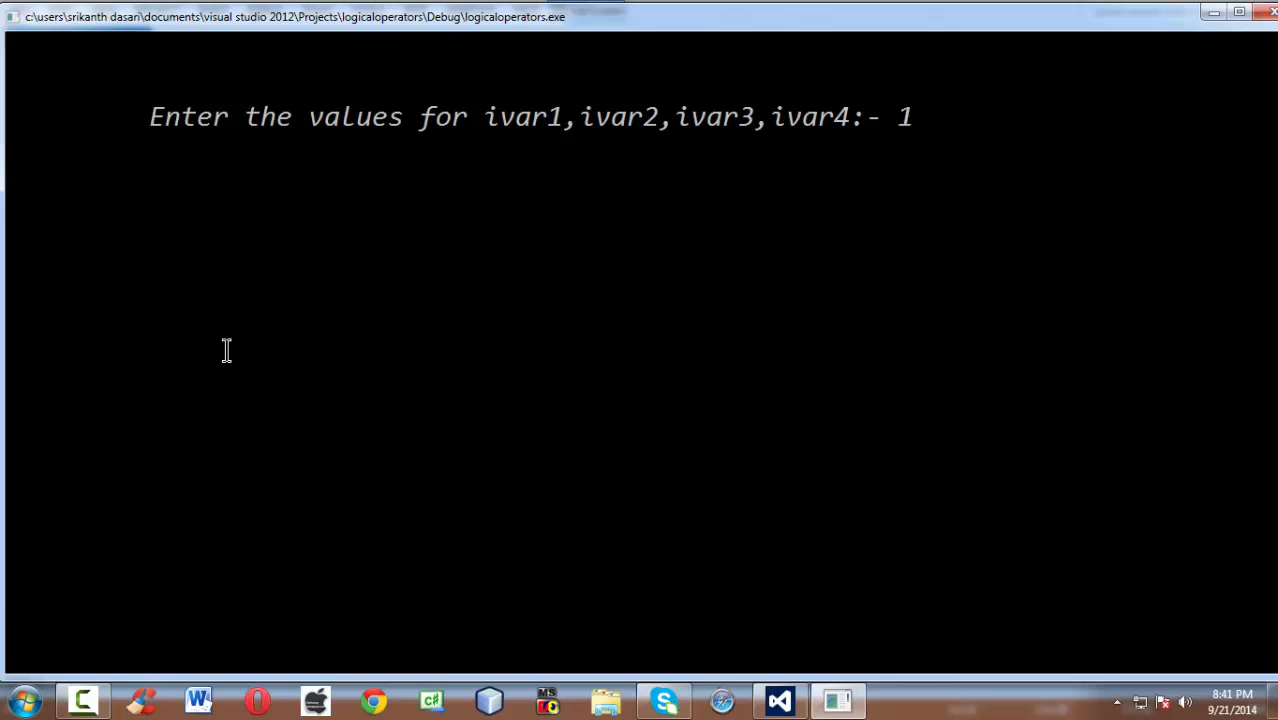 c:\users\srikanth dasari\documents\visual studio 2012\Projects\logicaloperators\Debug\logicaloperators.exe
Enter the values for ivar1,ivar2,ivar3,ivar4:- 1
W
C#
MS
S
8:41 PM
9/21/2014